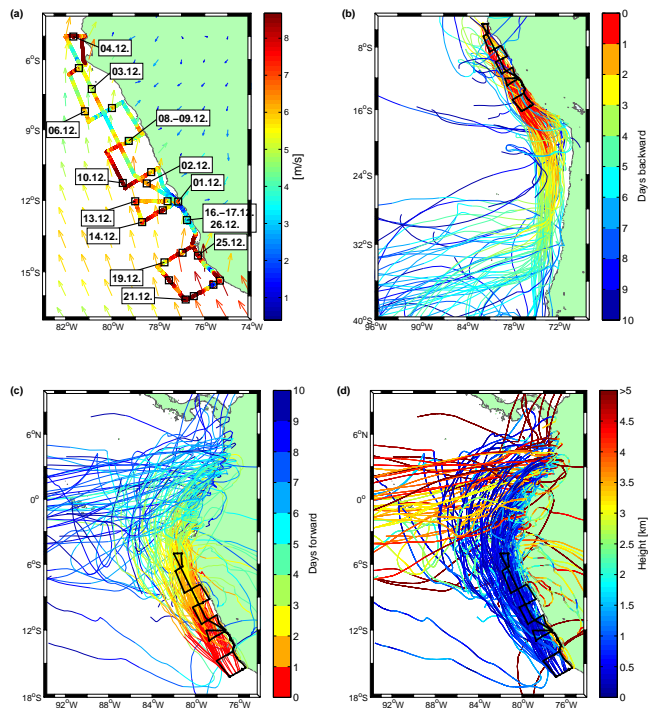 (a)
6°S
9°S
12°S
15°S
82°W
80°W
78°W
76°W
74°W
04.12.
03.12.
06.12.
08.−09.12.
02.12.
10.12.
01.12.
13.12.
16.−17.12.
14.12.
26.12.
25.12.
19.12.
21.12.
8
7
6
5
4
3
2
1
[m/s]
(b)
8°S
16°S
24°S
32°S
40°S
96°W
84°W
78°W
72°W
0
1
2
3
4
5
6
7
8
9
10
Days backward
(c)
6°N
0°
6°S
12°S
18°S
92°W
88°W
84°W
80°W
76°W
10
9
8
7
6
5
4
3
2
1
0
Days forward
(d)
6°N
0°
6°S
12°S
18°S
92°W
88°W
84°W
80°W
76°W
>5
4.5
4
3.5
3
2.5
2
1.5
1
0.5
0
Height [km]